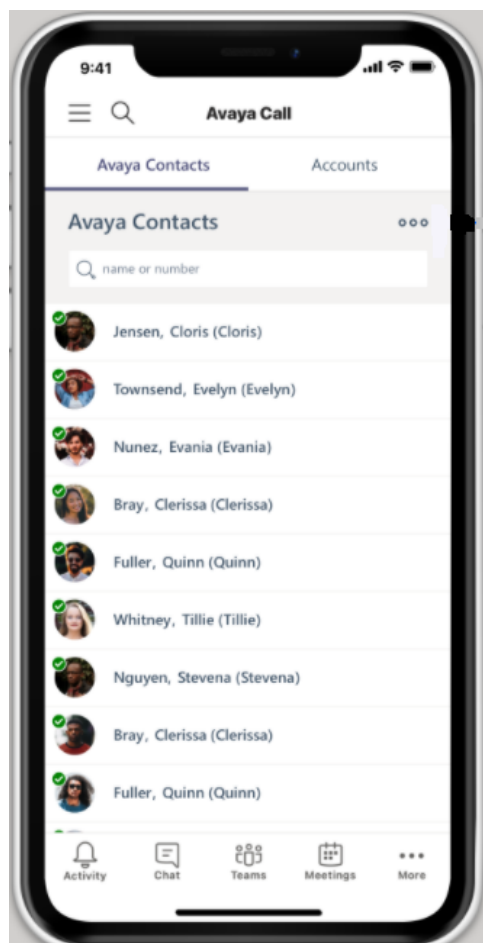 9:41
Avaya Call
Avaya Contacts
Accounts
Avaya Contacts
name or number
Jensen, Cloris (Cloris)
Townsend, Evelyn (Evelyn)
Nunez, Evania (Evania)
Bray, Clerissa (Clerissa)
Fuller, Quinn (Quinn)
Whitney, Tillie (Tillie)
Nguyen, Stevena (Stevena)
Bray, Clerissa (Clerissa)
Fuller, Quinn (Quinn)
Activity
Chat
Teams
Meetings
More